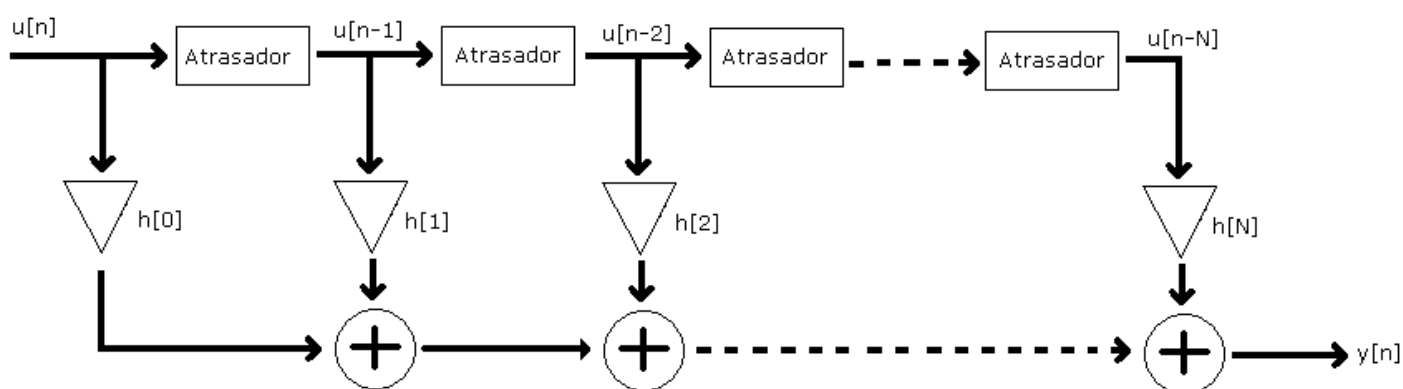 u[n]
Atrasador
u[n-1]
Atrasador
u[n-2]
Atrasador
Atrasador
u[n-N]
h[0]
h[1]
h[2]
h[N]
y[n]